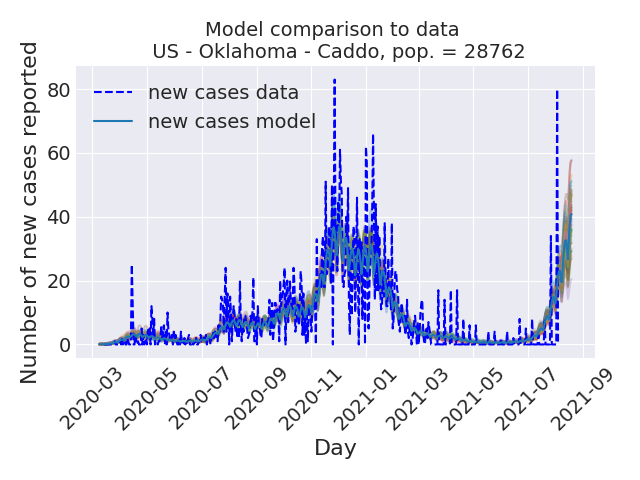 Model comparison to data
US - Oklahoma - Caddo, pop. = 28762
Number of new cases reported
80
60
40
20
0
new cases data
new cases model
2020-03
2020-05
2020-07
2020-09
2020-11
2021-01
2021-03
2021-05
2021-07
2021-09
Day